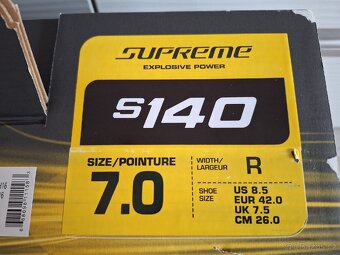 SUPREME
EXPLOSIVE POWER
S140
SIZE/POINTURE
7.0
WIDTH/
LARGEUR
R
SHOE
SIZE
US 8.5
EUR 42.0
UK 7.5
CM 26.0